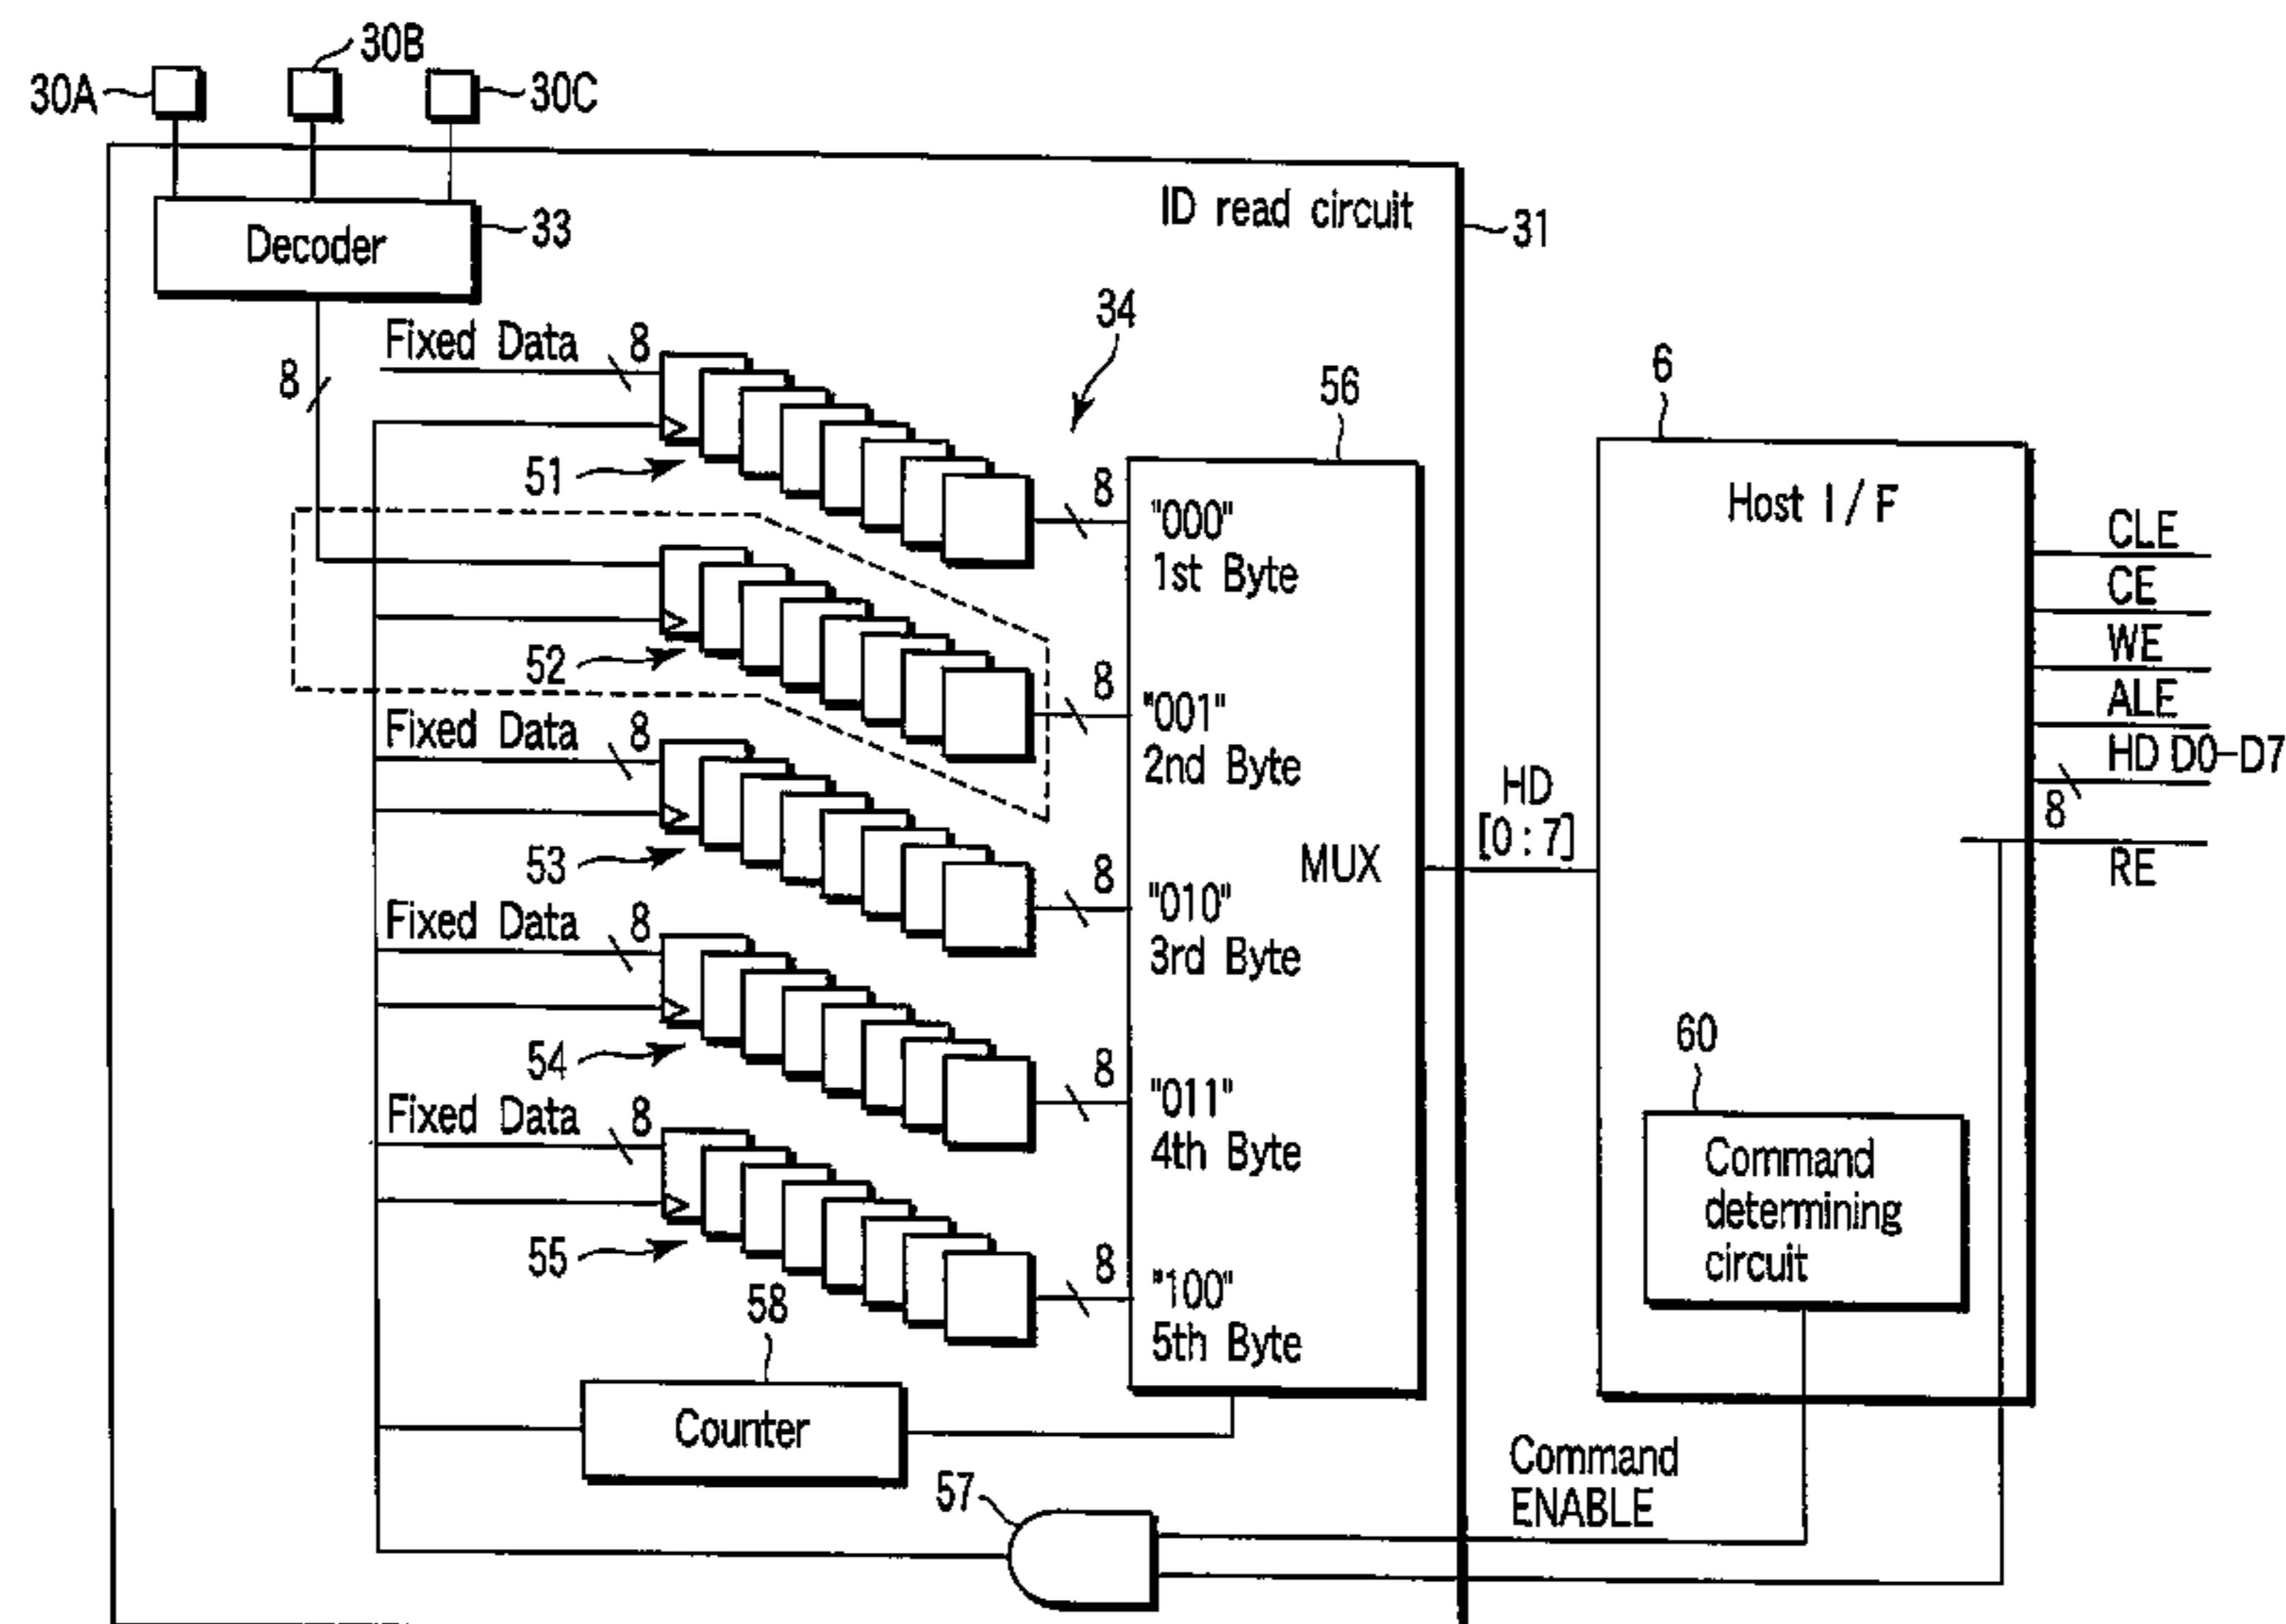 30A
30B
30C
Decoder
33
ID read circuit
31
Fixed Data
8
8
34
51
56
6
Host I / F
8
"000"
1st Byte
CLE
CE
WE
ALE
HD D0-D7
8
RE
52
8
"001"
2nd Byte
Fixed Data
8
53
HD
[0 : 7]
MUX
8
"010"
3rd Byte
Fixed Data
8
54
8
"011"
4th Byte
60
Command
determining
circuit
Fixed Data
8
55
8
"100"
5th Byte
58
Counter
57
Command
ENABLE